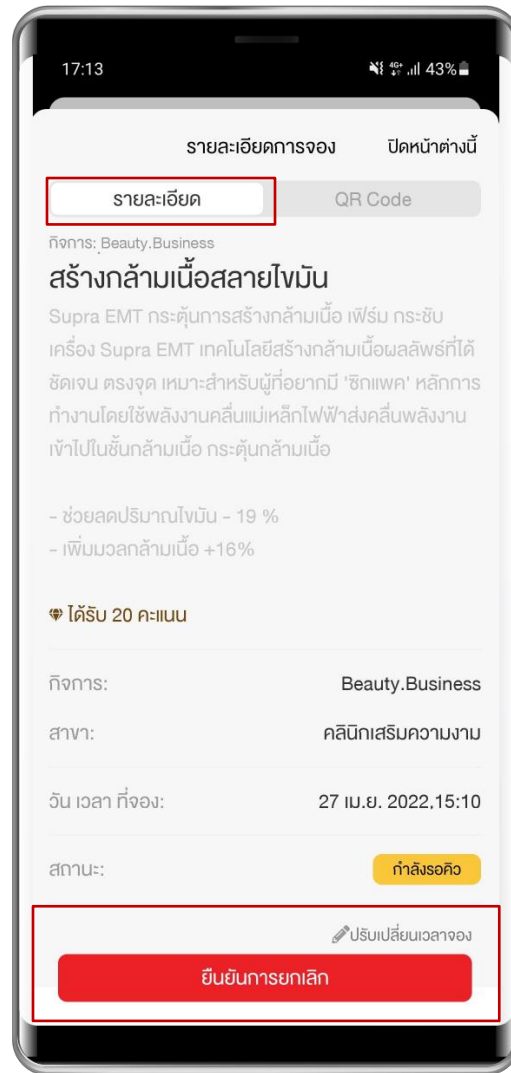 17:13
4G+ 43%
รายละเอียดการจอง ปิดหน้าต่างนี้
รายละเอียด QR Code
กิจการ: Beauty.Business
สร้างกล้ามเนื้อสลายไขมัน
Supra EMT กระตุ้นการสร้างกล้ามเนื้อ เฟิร์ม กระชับ
เครื่อง Supra EMT เทคโนโลยีสร้างกล้ามเนื้อผลลัพธ์ที่ได้
ชัดเจน ตรงจุด เหมาะสำหรับผู้ที่อยากมี 'ซิกแพค' หลักการ
ทำงานโดยใช้พลังงานคลื่นแม่เหล็กไฟฟ้าส่งคลื่นพลังงาน
เข้าไปในชั้นกล้ามเนื้อ กระตุ้นกล้ามเนื้อ
- ช่วยลดปริมาณไขมัน - 19 %
- เพิ่มมวลกล้ามเนื้อ +16%
ได้รับ 20 คะแนน
กิจการ: Beauty.Business
สาขา: คลินิกเสริมความงาม
วัน เวลา ที่จอง: 27 เม.ย. 2022,15:10
สถานะ: กำลังรอคิว
ปรับเปลี่ยนเวลาจอง
ยืนยันการยกเลิก